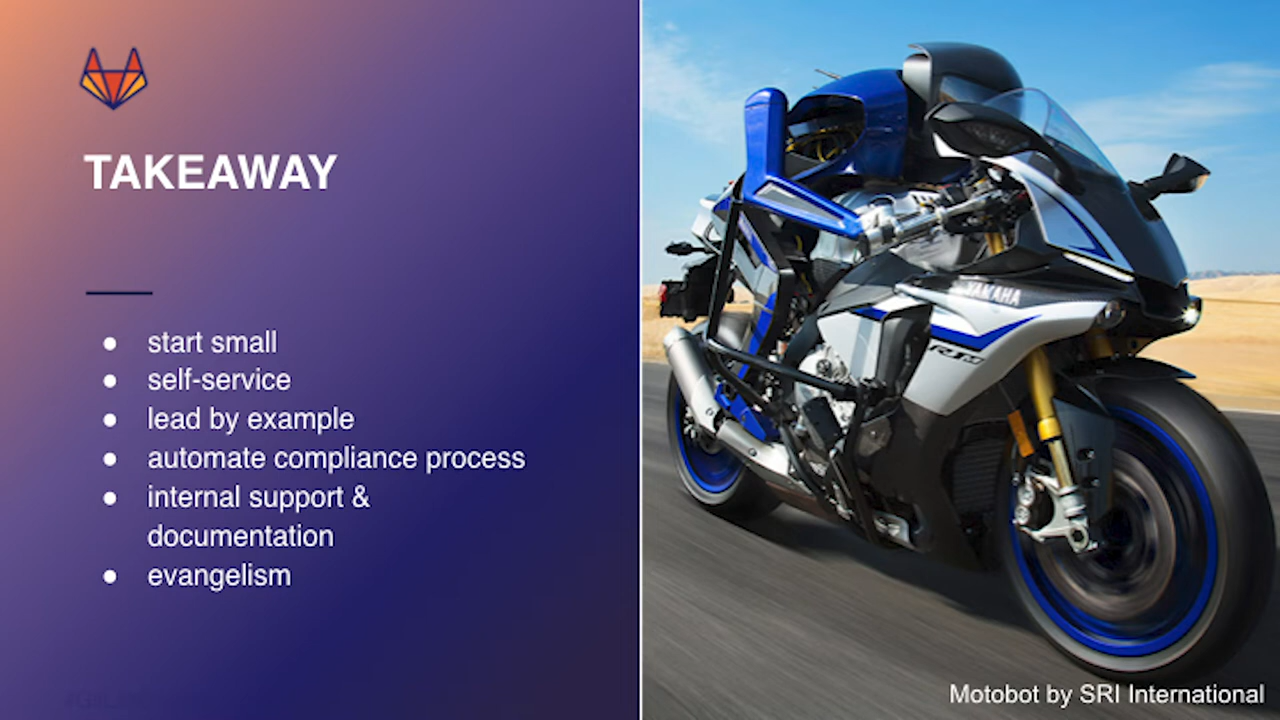 TAKEAWAY
● start small
● self-service
● lead by example
● automate compliance process
● internal support &
documentation
● evangelism
YAMAHA
R1M
Motobot by SRI International